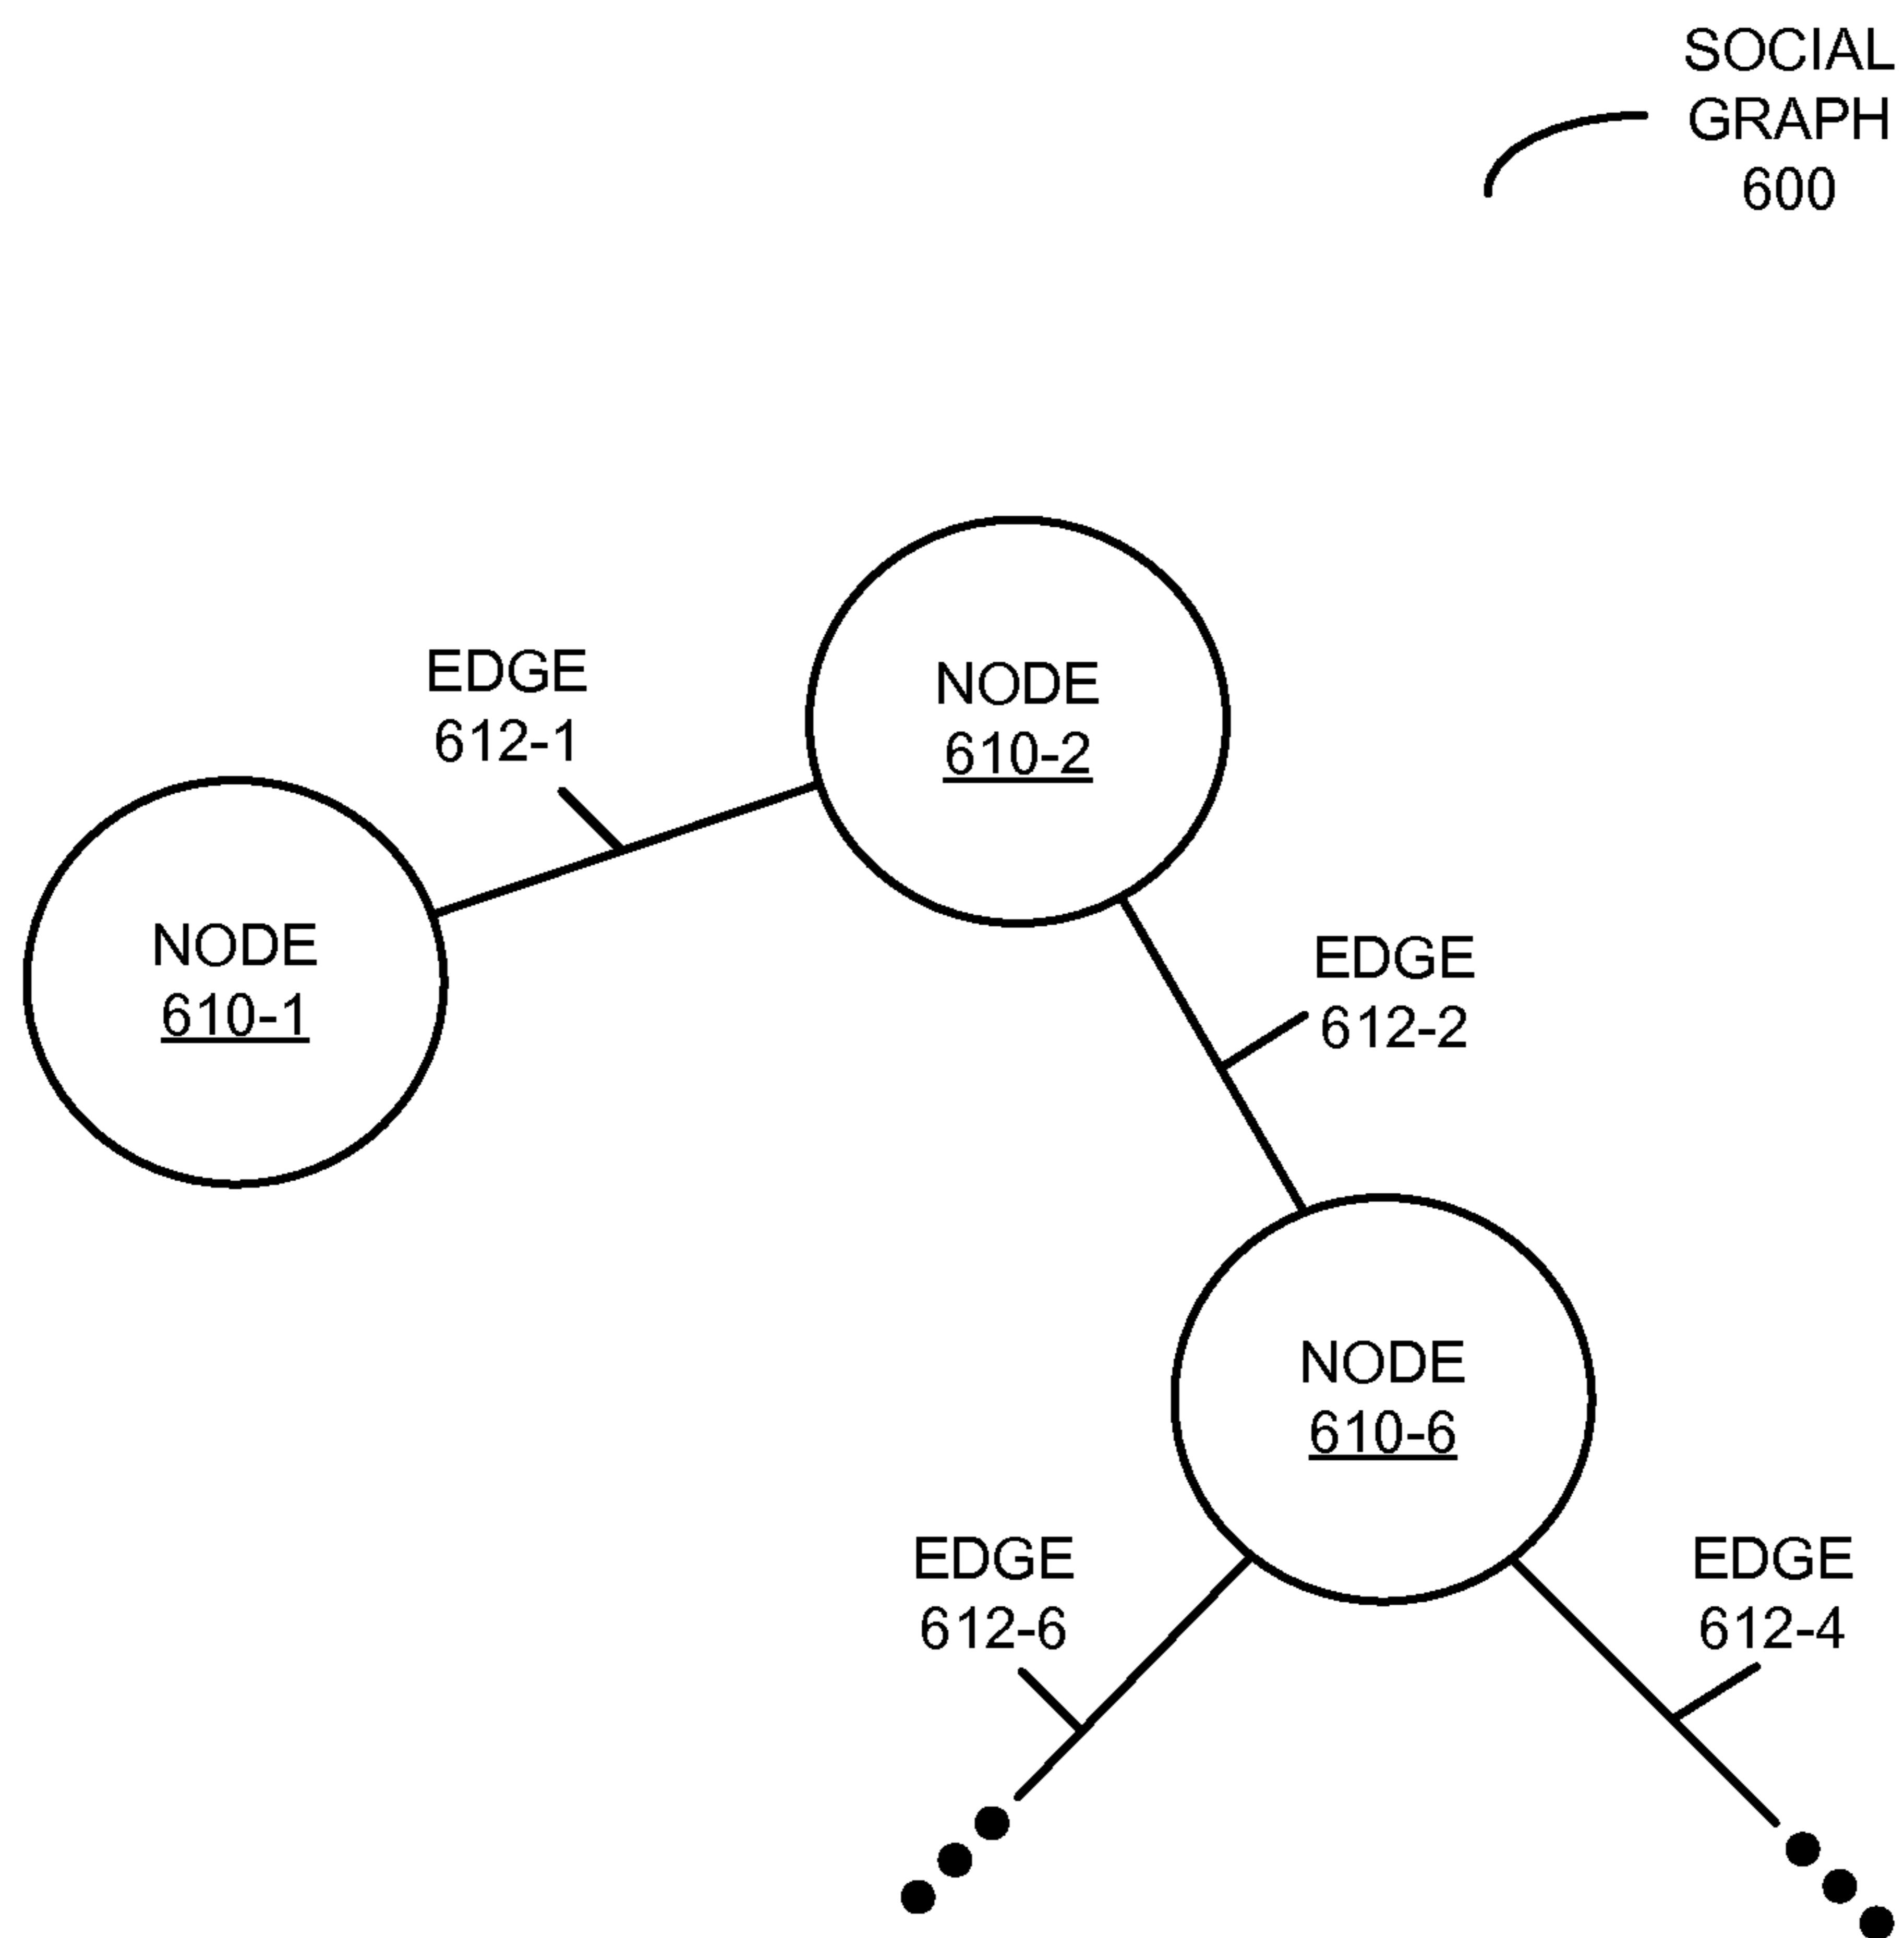 SOCIAL
GRAPH
600
EDGE
612-1
NODE
610-2
NODE
610-1
EDGE
612-2
NODE
610-6
EDGE
612-6
EDGE
612-4